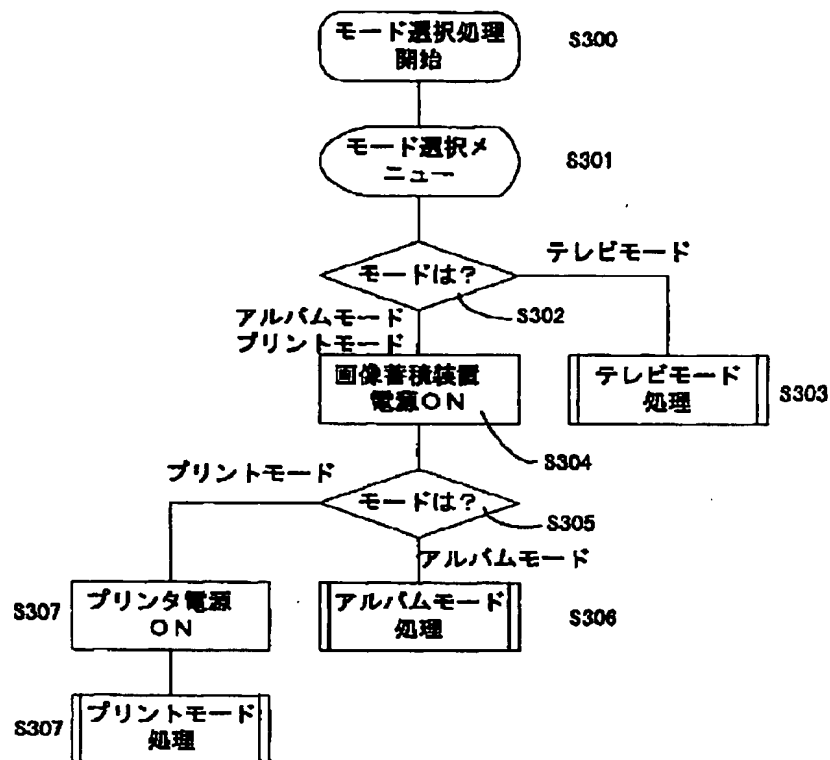 モード選択処理
開始
S300
モード選択メ
ニュー
S301
モードは?
テレビモード
S302
アルバムモード
プリントモード
画像蓄積装置
電源ON
テレビモード
処理
S303
S304
プリントモード
モードは?
S305
アルバムモード
S307
プリンタ電源
ON
アルバムモード
処理
S306
S307
プリントモード
処理